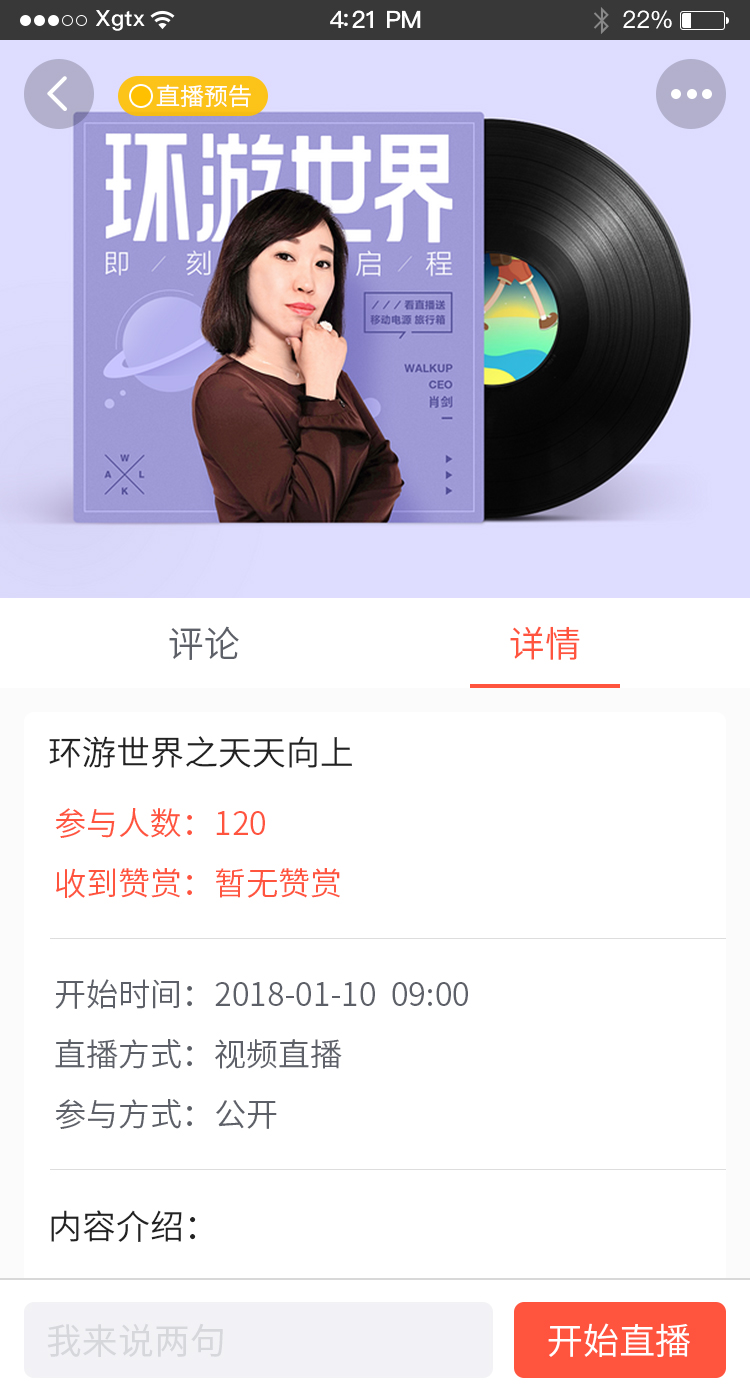 Xgtx 4:21 PM 22%
直播预告
环游世界
即/刻 启/程
///看直播送
移动电源 旅行箱
WALKUP
CEO
肖剑
W
A L
K
评论 详情
环游世界之天天向上
参与人数：120
收到赞赏：暂无赞赏
开始时间：2018-01-10 09:00
直播方式：视频直播
参与方式：公开
内容介绍：
我来说两句 开始直播